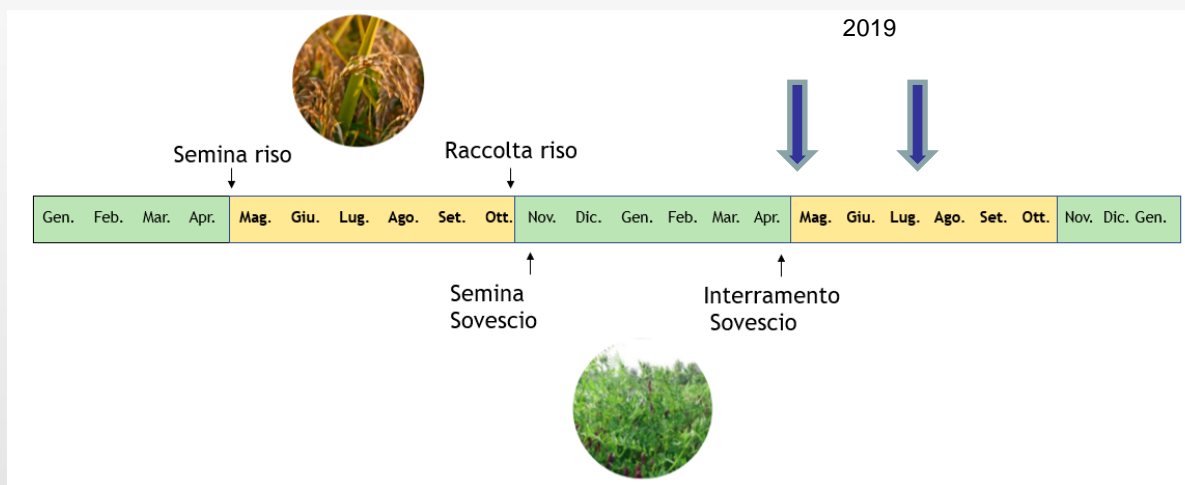 2019
Semina riso
Raccolta riso
Gen. Feb. Mar. Apr. Mag. Giu. Lug. Ago. Set. Ott. Nov. Dic. Gen. Feb. Mar. Apr. Mag. Giu. Lug. Ago. Set. Ott. Nov. Dic. Gen.
Semina
Sovescio
Interramento
Sovescio